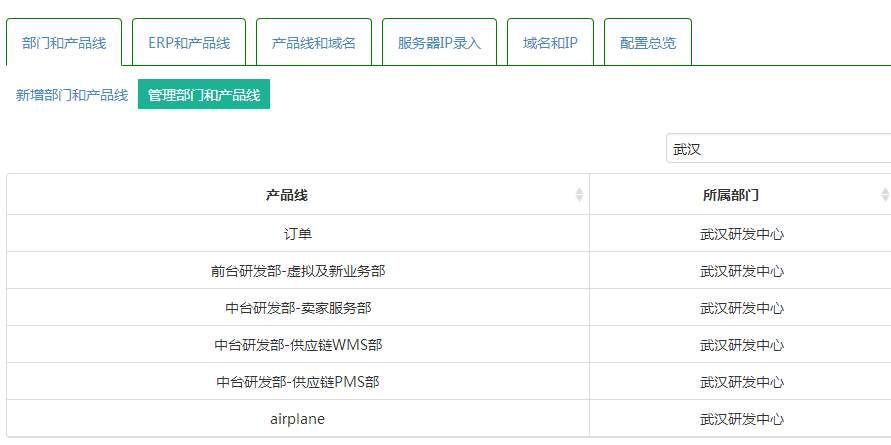 部门和产品线 ERP和产品线 产品线和域名 服务器IP录入 域名和IP 配置总览
新增部门和产品线 管理部门和产品线
武汉
产品线 所属部门
订单 武汉研发中心
前台研发部-虚拟及新业务部 武汉研发中心
中台研发部-卖家服务部 武汉研发中心
中台研发部-供应链WMS部 武汉研发中心
中台研发部-供应链PMS部 武汉研发中心
airplane 武汉研发中心